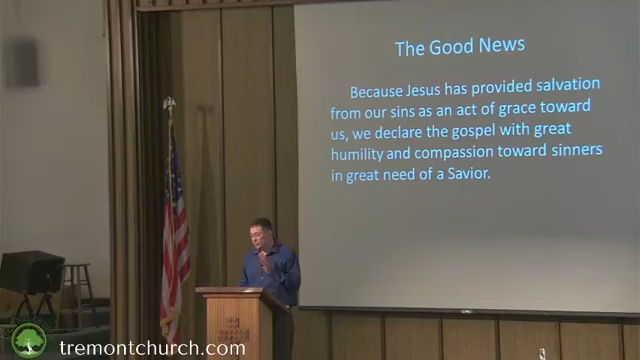 The Good News
Because Jesus has provided salvation
from our sins as an act of grace toward
us, we declare the gospel with great
humility and compassion toward sinners
in great need of a Savior.
tremontchurch.com